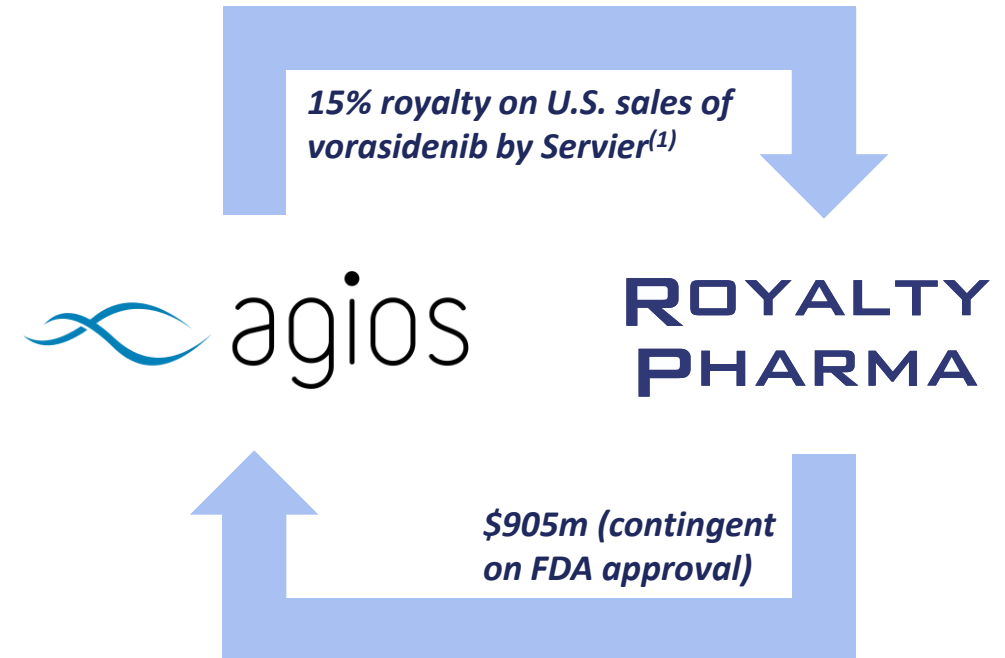 15% royalty on U.S. sales of
vorasidenib by Servier(1)
agios
ROYALTY
PHARMA
$905m (contingent
on FDA approval)